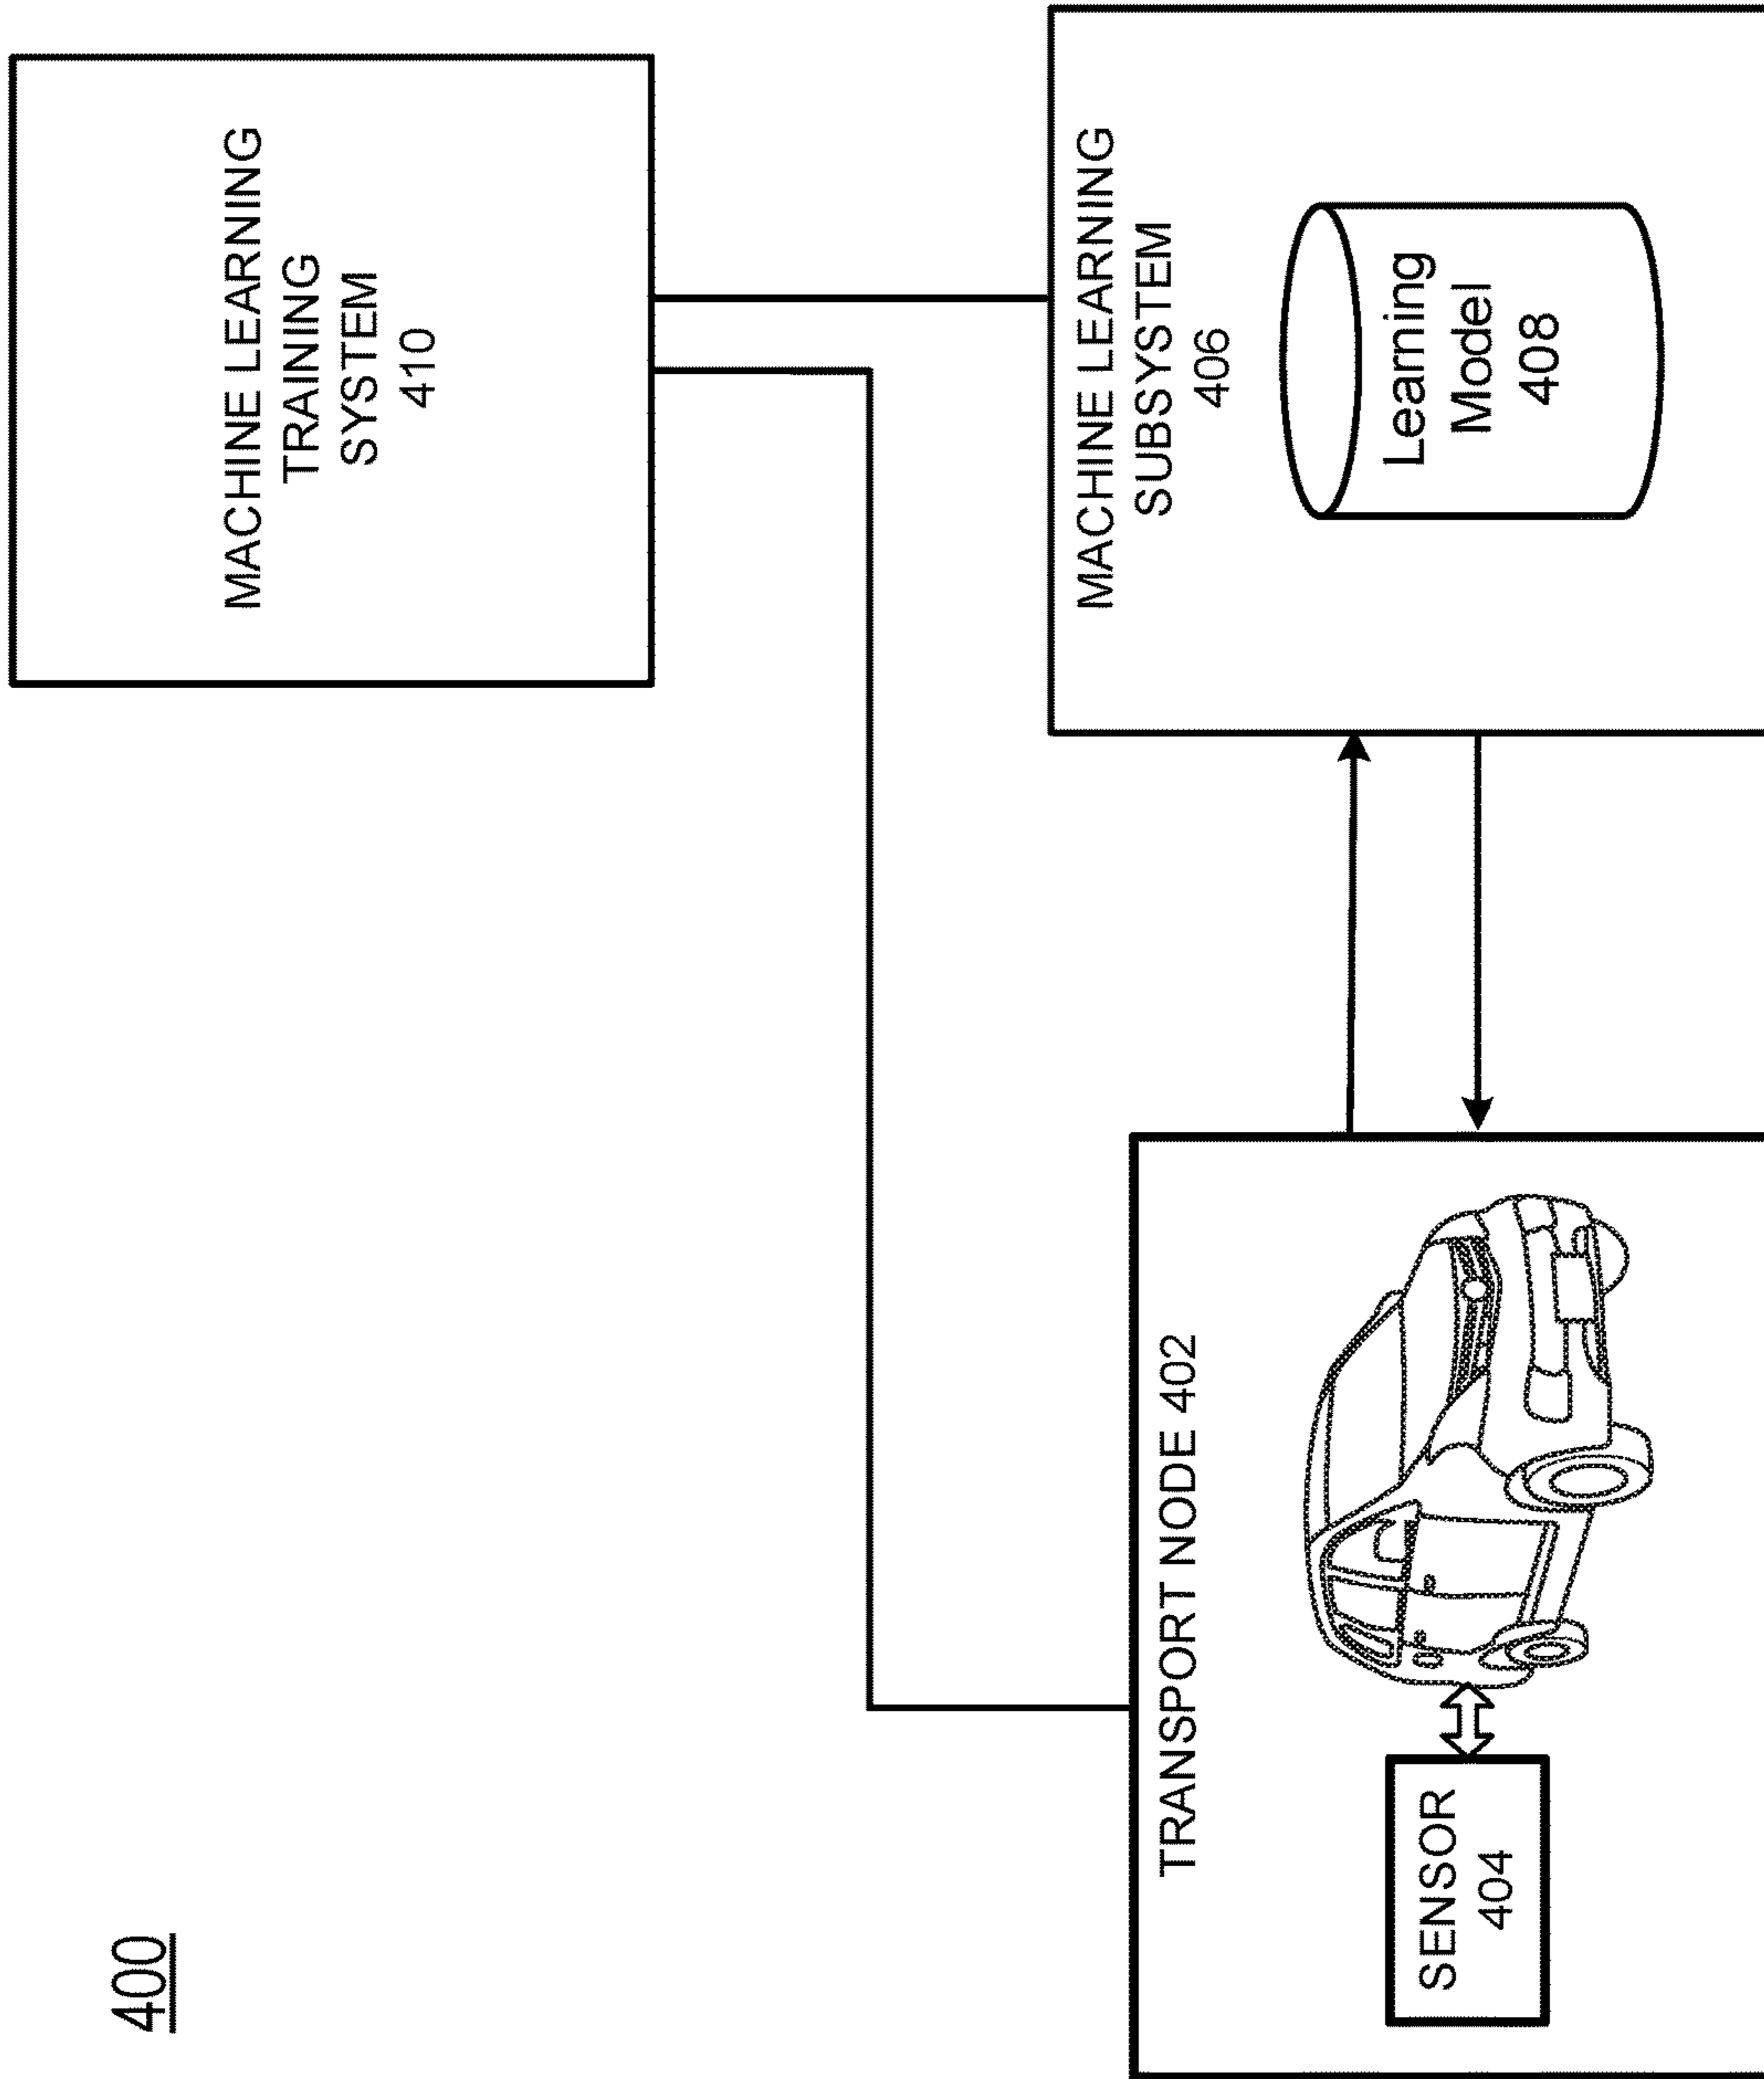 400
MACHINE LEARNING
TRAINING
SYSTEM
410
TRANSPORT NODE 402
SENSOR
404
MACHINE LEARNING
SUBSYSTEM
406
Learning
Model
408